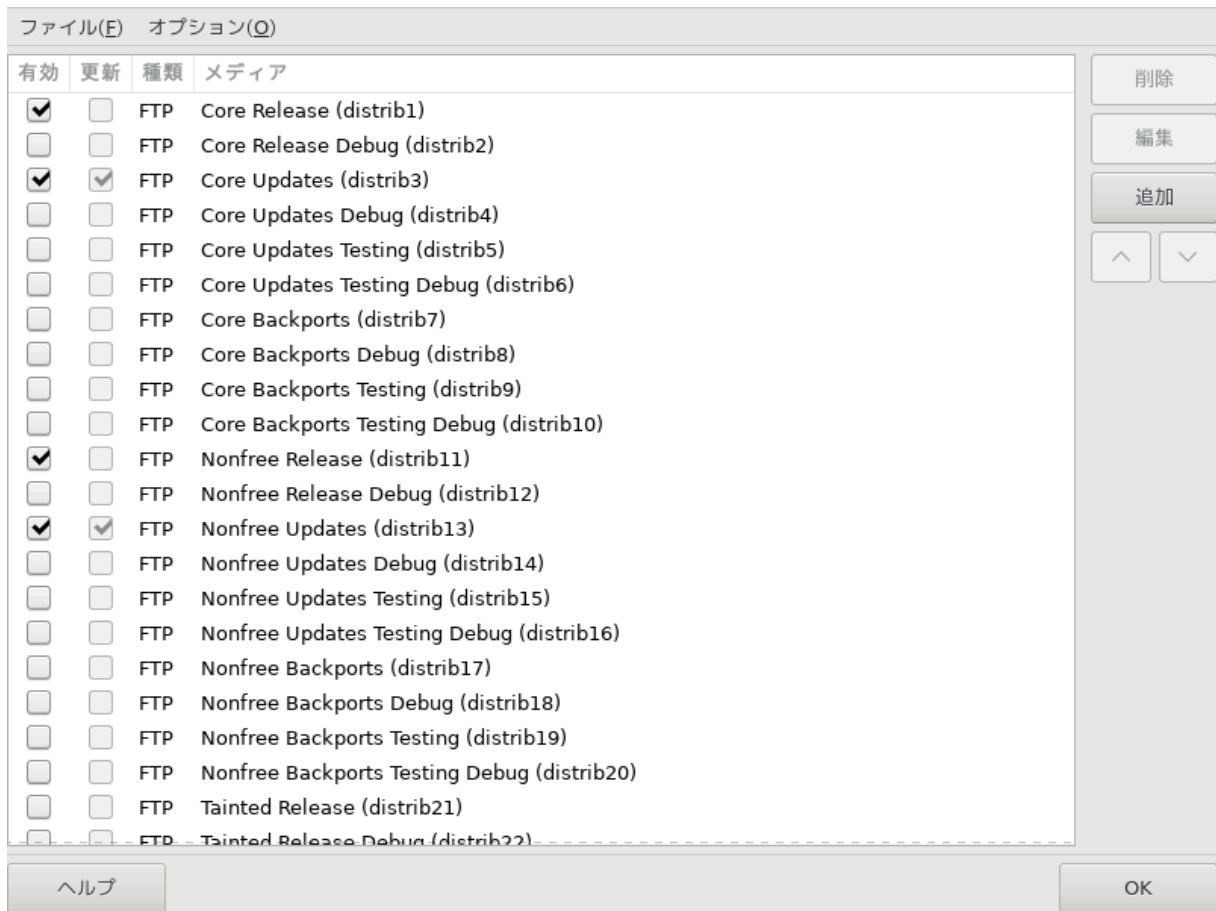 ファイル(F) オプション(O)
有効 更新 種類 メディア
FTP Core Release (distrib1)
FTP Core Release Debug (distrib2)
FTP Core Updates (distrib3)
FTP Core Updates Debug (distrib4)
FTP Core Updates Testing (distrib5)
FTP Core Updates Testing Debug (distrib6)
FTP Core Backports (distrib7)
FTP Core Backports Debug (distrib8)
FTP Core Backports Testing (distrib9)
FTP Core Backports Testing Debug (distrib10)
FTP Nonfree Release (distrib11)
FTP Nonfree Release Debug (distrib12)
FTP Nonfree Updates (distrib13)
FTP Nonfree Updates Debug (distrib14)
FTP Nonfree Updates Testing (distrib15)
FTP Nonfree Updates Testing Debug (distrib16)
FTP Nonfree Backports (distrib17)
FTP Nonfree Backports Debug (distrib18)
FTP Nonfree Backports Testing (distrib19)
FTP Nonfree Backports Testing Debug (distrib20)
FTP Tainted Release (distrib21)
FTP Tainted Release Debug (distrib22)
削除
編集
追加
ヘルプ
OK